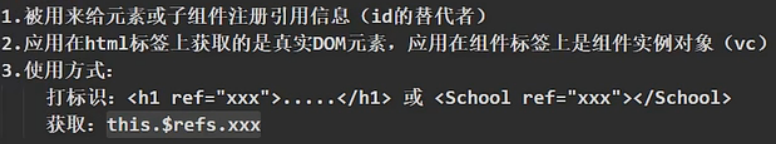 1.被用来给元素或子组件注册引用信息（id的替代者）
2.应用在html标签上获取的是真实DOM元素，应用在组件标签上是组件实例对象（vc）
3.使用方式：
打标识：<h1 ref="xxx">.....</h1> 或 <School ref="xxx"></School>
获取：this.$refs.xxx